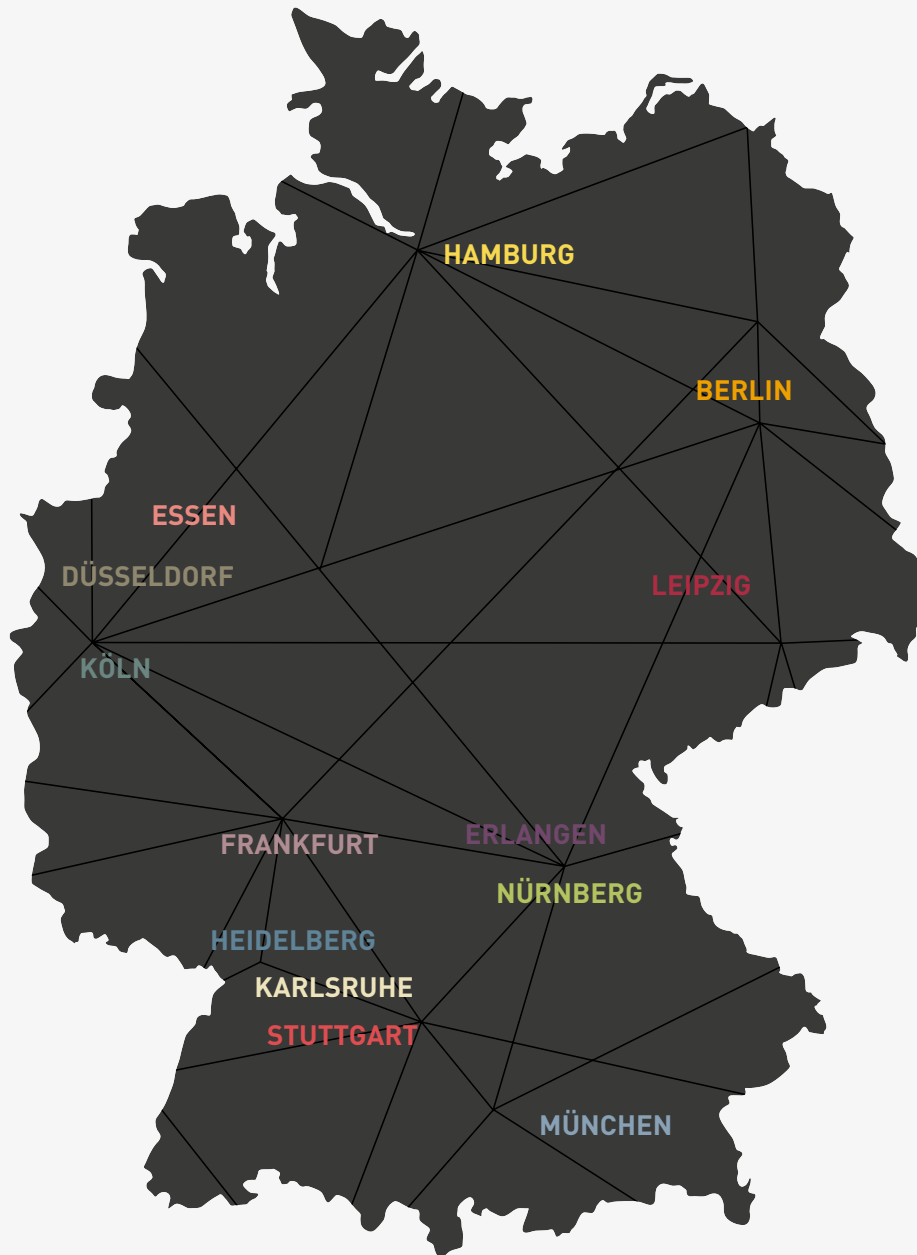 HAMBURG
BERLIN
ESSEN
DÜSSELDORF
LEIPZIG
KÖLN
ERLANGEN
FRANKFURT
NÜRNBERG
HEIDELBERG
KARLSRUHE
STUTTGART
MÜNCHEN